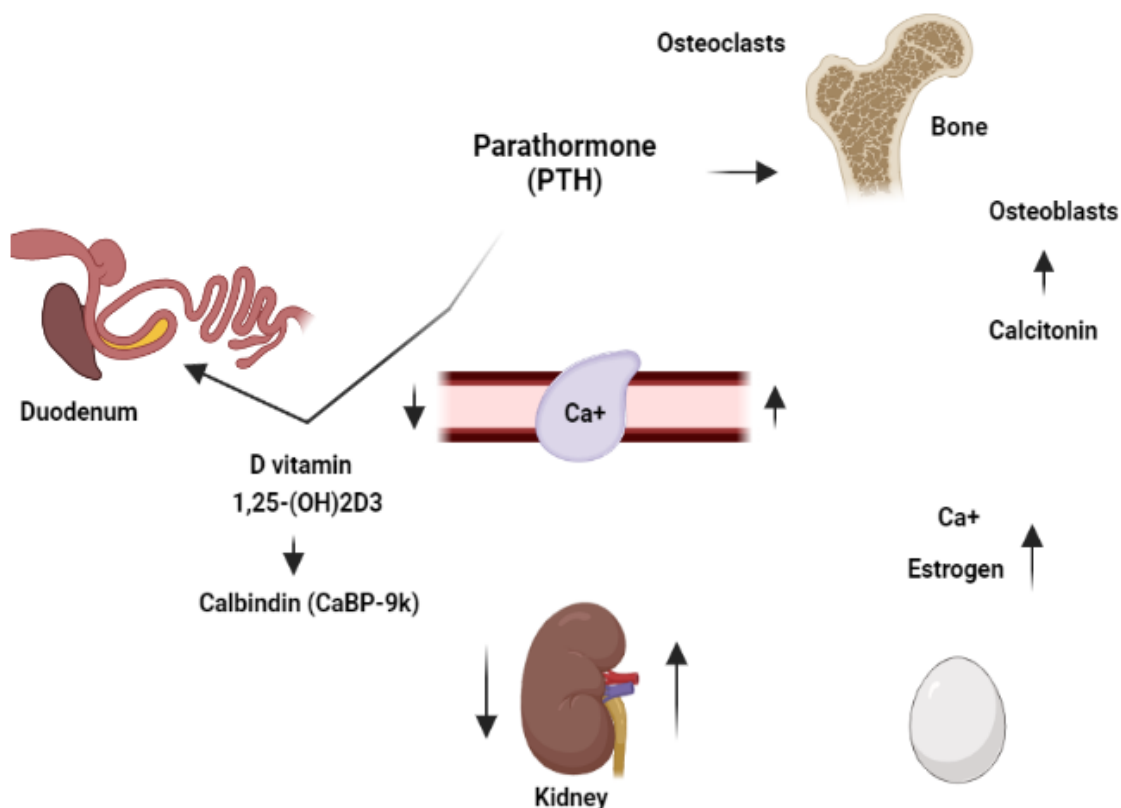 Osteoclasts
Bone
Parathormone
(PTH)
Osteoblasts
Calcitonin
Duodenum
Ca+
D vitamin
1,25-(OH)2D3
Calbindin (CaBP-9k)
Ca+
Estrogen
Kidney